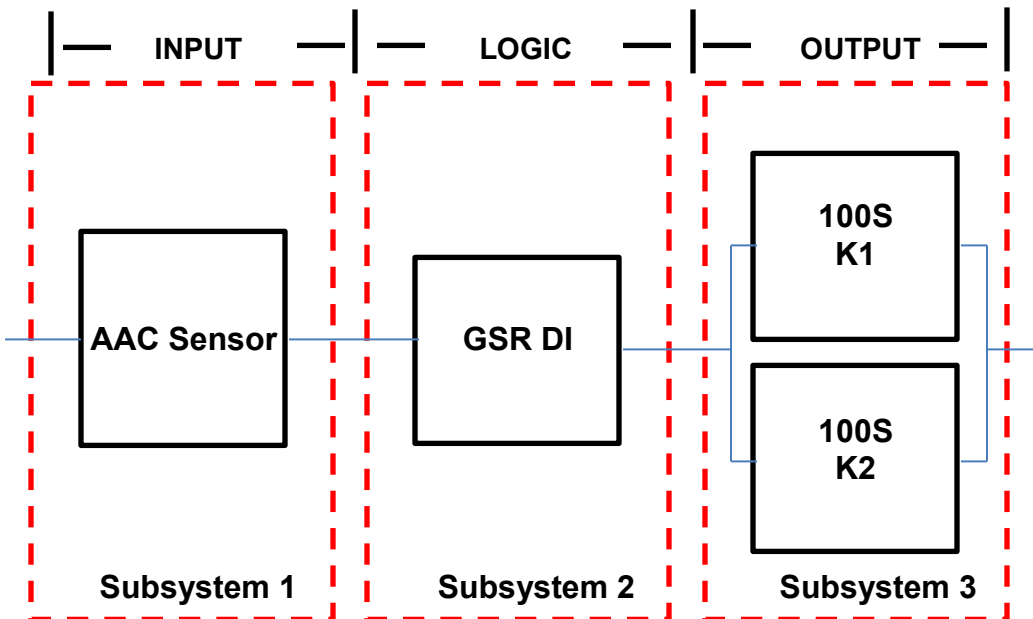 INPUT
LOGIC
OUTPUT
AAC Sensor
GSR DI
100S
K1
100S
K2
Subsystem 1
Subsystem 2
Subsystem 3